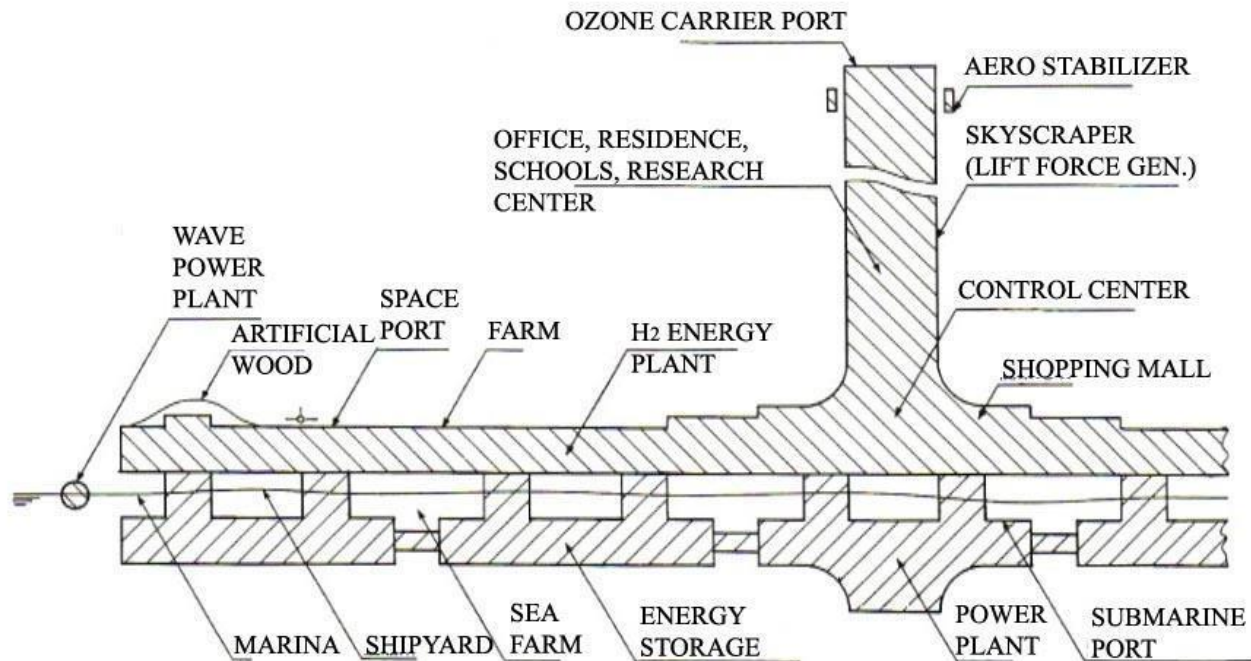 OZONE CARRIER PORT
AERO STABILIZER
OFFICE, RESIDENCE,
SCHOOLS, RESEARCH
CENTER
SKYSCRAPER
(LIFT FORCE GEN.)
WAVE
POWER
PLANT
ARTIFICIAL
WOOD
SPACE
PORT
FARM
H2 ENERGY
PLANT
CONTROL CENTER
SHOPPING MALL
MARINA
SHIPYARD
SEA
FARM
ENERGY
STORAGE
POWER
PLANT
SUBMARINE
PORT